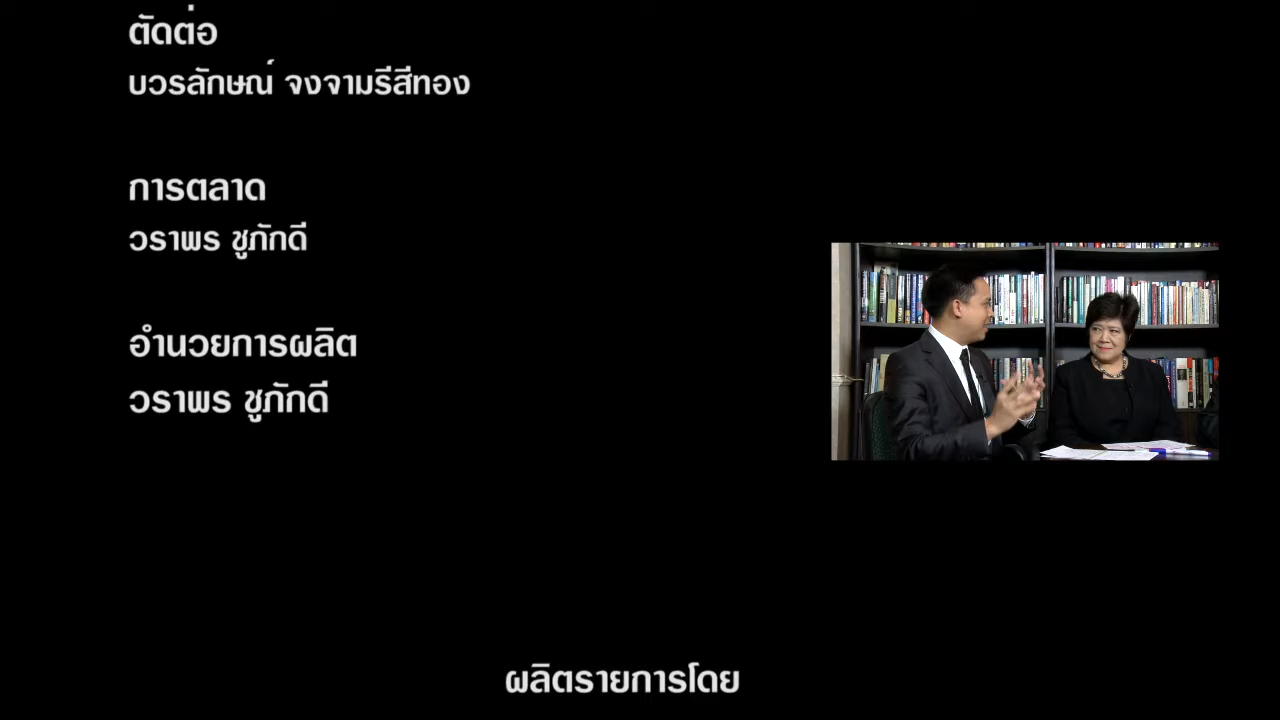 ตัดต่อ
บวรลักษณ์ จงจามรีสีทอง
การตลาด
วราพร ชูภักดี
อำนวยการผลิต
วราพร ชูภักดี
ผลิตรายการโดย